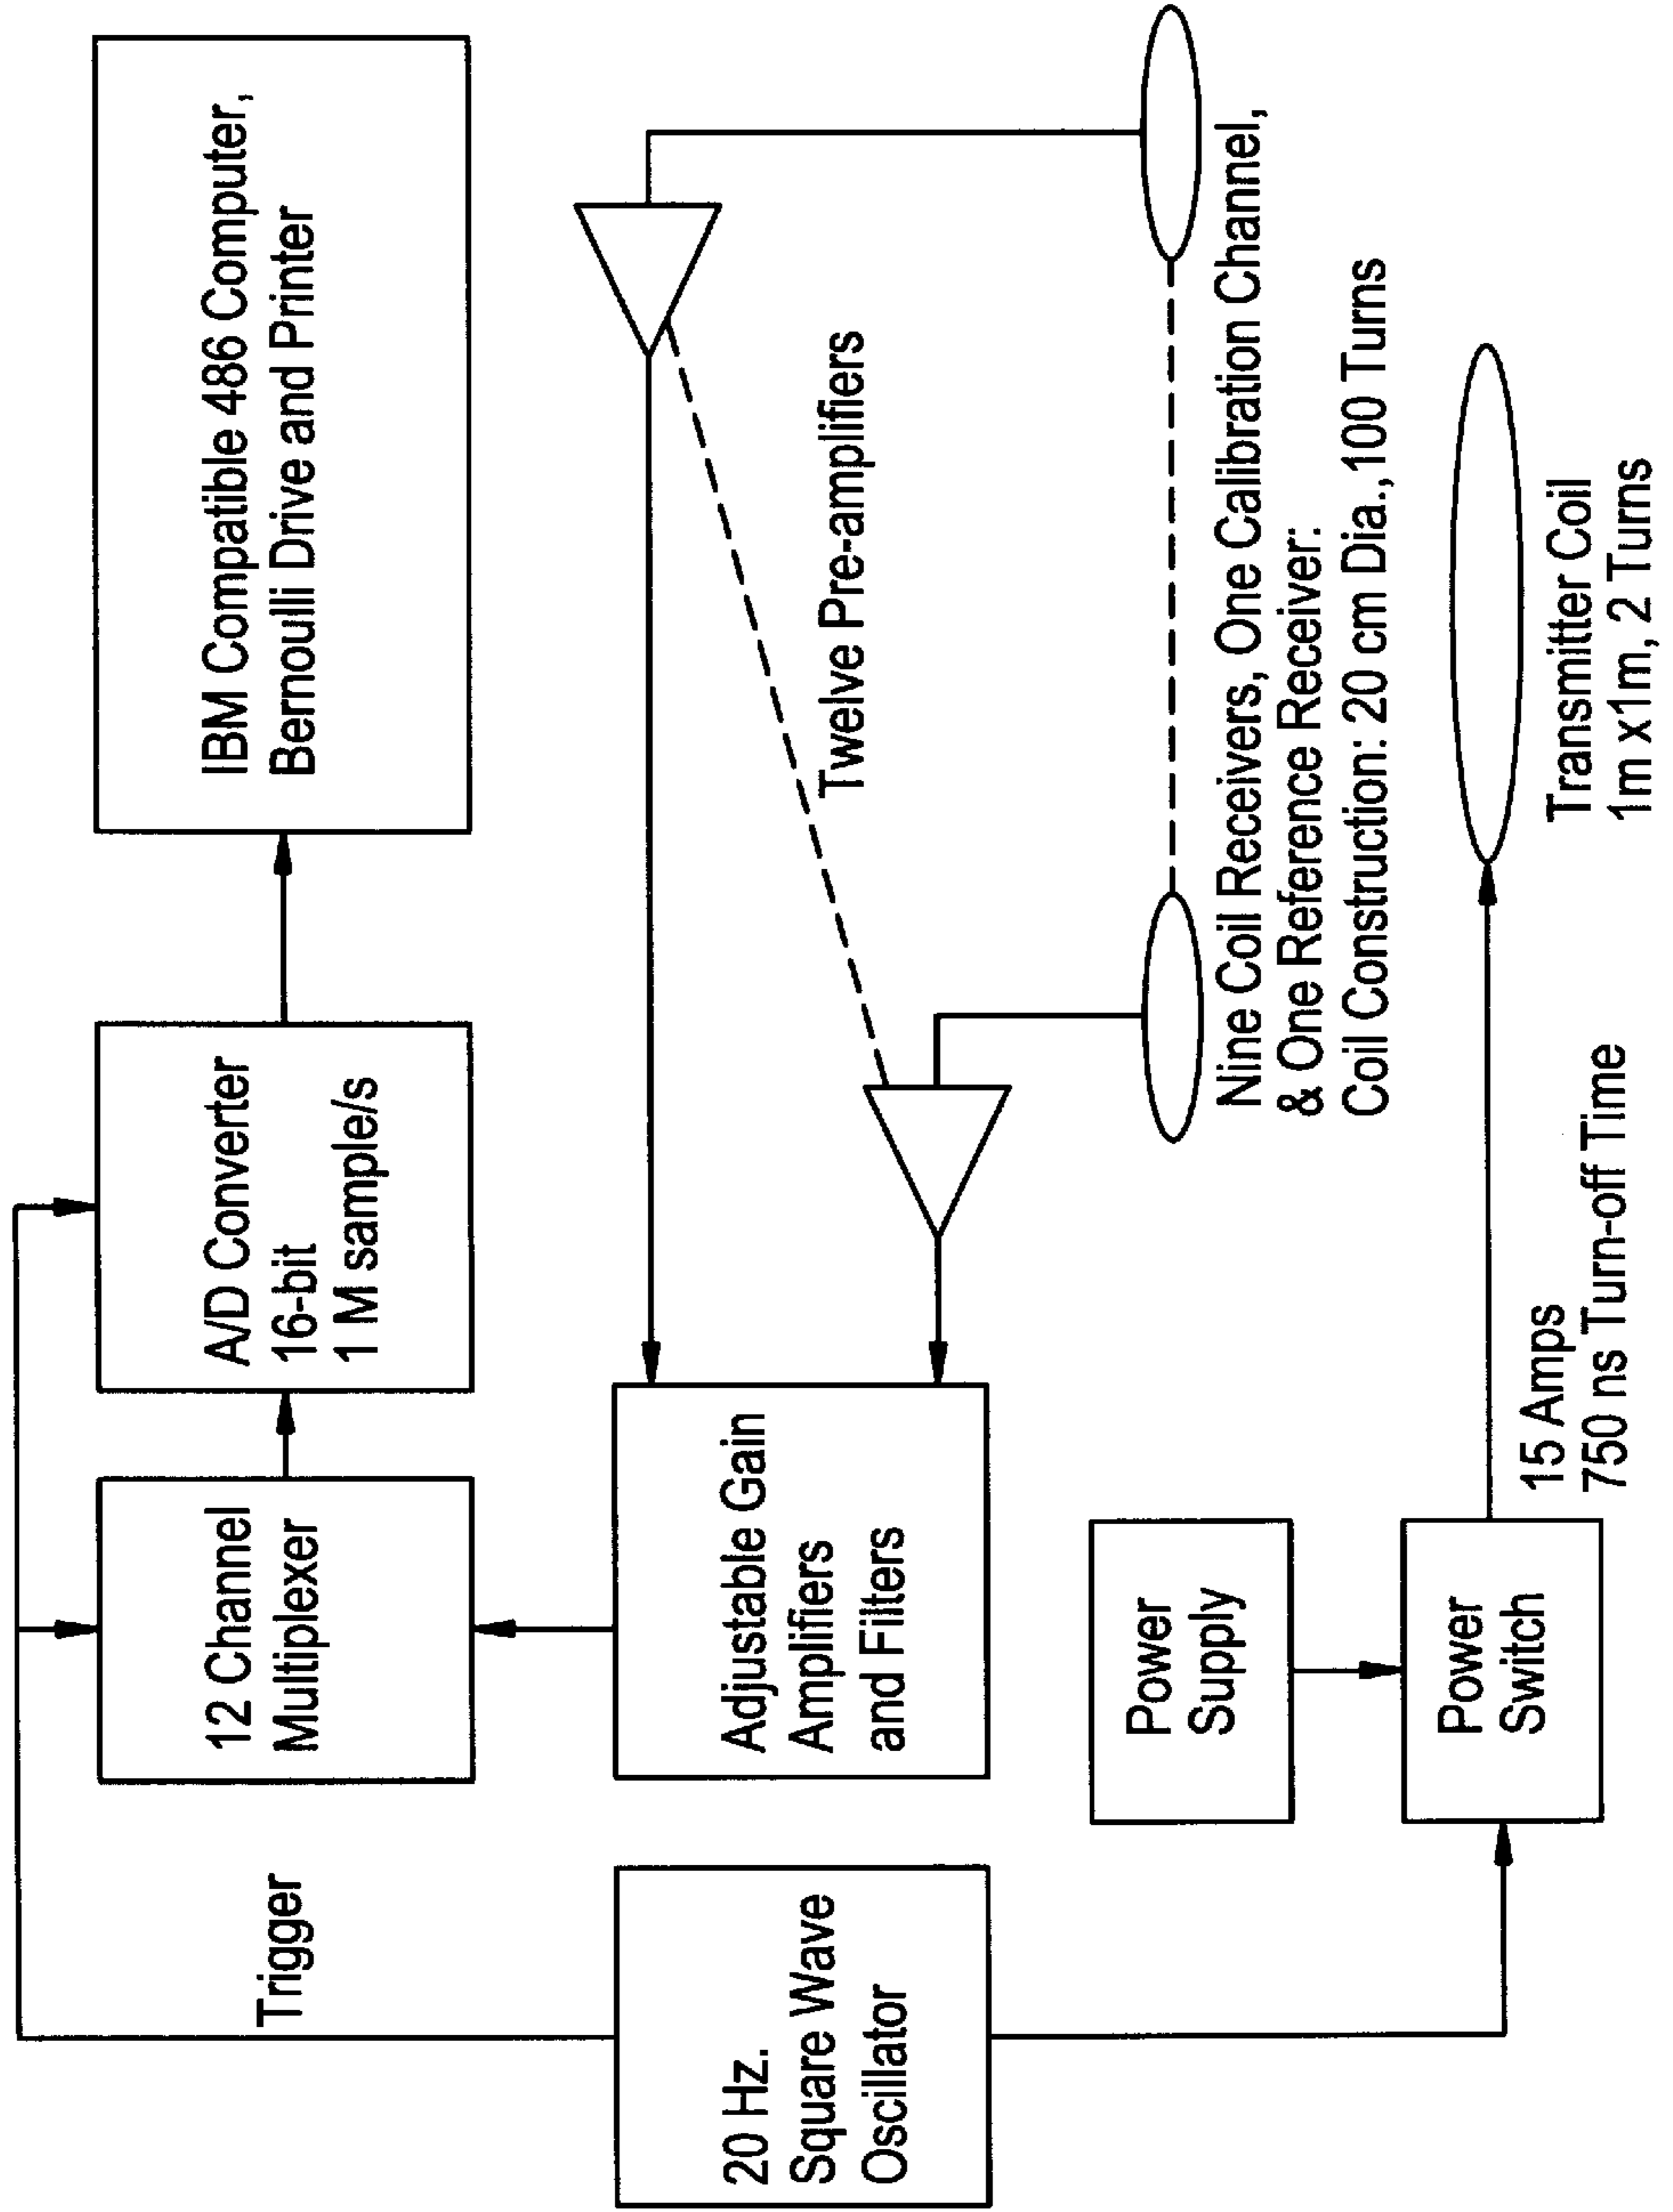 Trigger
12 Channel
Multiplexer
A/D Converter
16-bit
1 M sample/s
IBM Compatible 486 Computer,
Bernoulli Drive and Printer
20 Hz.
Square Wave
Oscillator
Adjustable Gain
Amplifiers
and Filters
Twelve Pre-amplifiers
Nine Coil Receivers, One Calibration Channel,
& One Reference Receiver:
Coil Construction: 20 cm Dia.,100 Turns
Power
Supply
Power
Switch
15 Amps
750 ns Turn-off Time
Transmitter Coil
1m x1m, 2 Turns